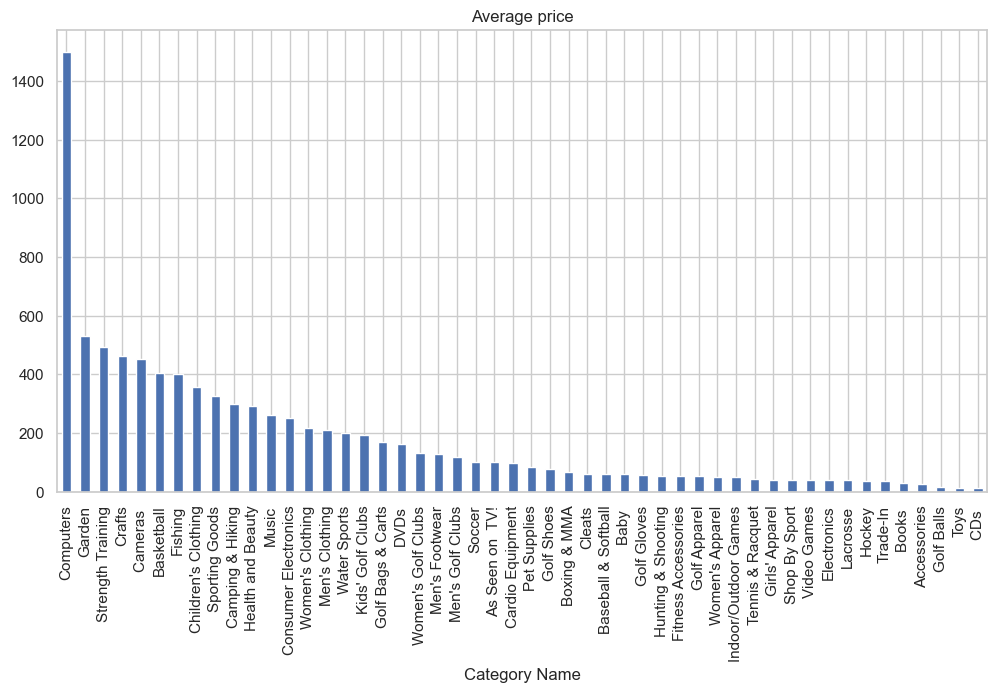 Average price
1400
1200
1000
800
600
400
200
0
Computers
Garden
Strength Training
Crafts
Cameras
Basketball
Fishing
Children's Clothing
Sporting Goods
Camping & Hiking
Health and Beauty
Music
Consumer Electronics
Women's Clothing
Men's Clothing
Water Sports
Kids' Golf Clubs
Golf Bags & Carts
DVDs
Women's Golf Clubs
Men's Footwear
Men's Golf Clubs
Soccer
As Seen on  TV!
Cardio Equipment
Pet Supplies
Golf Shoes
Boxing & MMA
Cleats
Baseball & Softball
Baby
Golf Gloves
Hunting & Shooting
Fitness Accessories
Golf Apparel
Women's Apparel
Indoor/Outdoor Games
Tennis & Racquet
Girls' Apparel
Shop By Sport
Video Games
Electronics
Lacrosse
Hockey
Trade-In
Books
Accessories
Golf Balls
Toys
CDs
Category Name